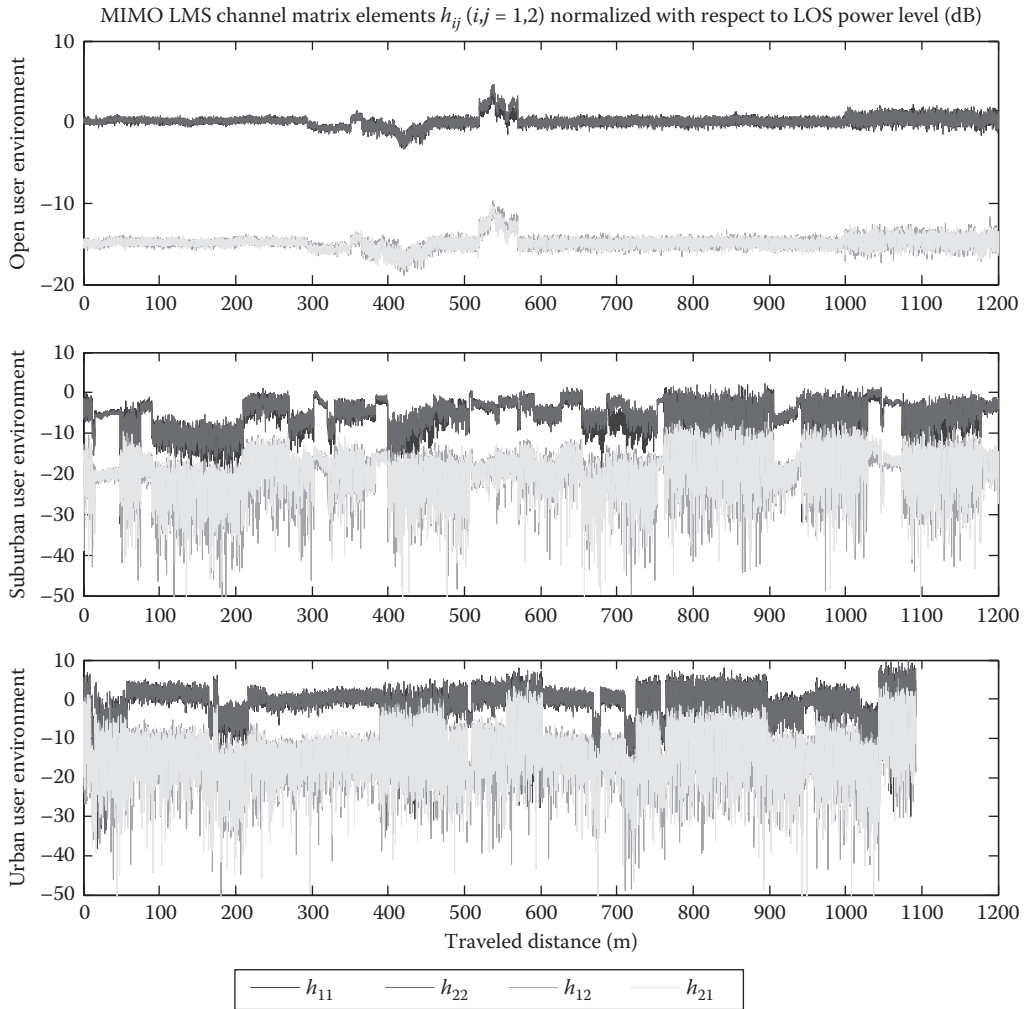 MIMO LMS channel matrix elements hij (i,j = 1,2) normalized with respect to LOS power level (dB)
Open user environment
10
0
−10
−20
0 100 200 300 400 500 600 700 800 900 1000 1100 1200
Suburban user environment
10
0
−10
−20
−30
−40
−50
0 100 200 300 400 500 600 700 800 900 1000 1100 1200
Urban user environment
10
0
−10
−20
−30
−40
−50
0 100 200 300 400 500 600 700 800 900 1000 1100 1200
Traveled distance (m)
h11 h22 h12 h21